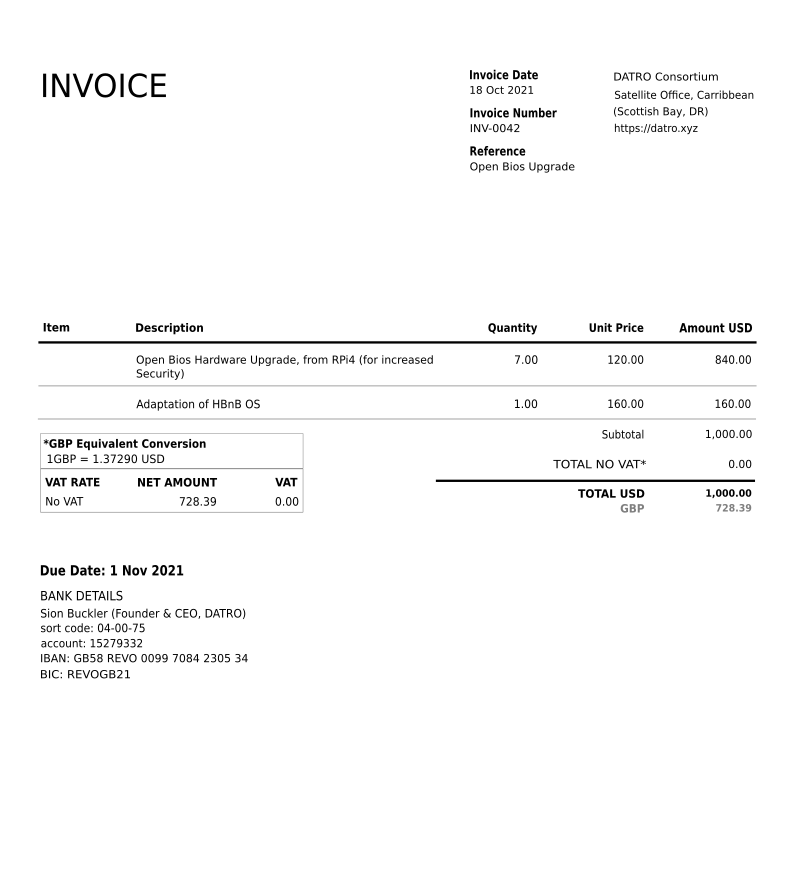 INVOICE
Invoice Date
18 Oct 2021
Invoice Number
INV-0042
Reference
Open Bios Upgrade
DATRO Consortium
Satellite Office, Carribbean
(Scottish Bay, DR)
https://datro.xyz
Item Description Quantity Unit Price Amount USD
Open Bios Hardware Upgrade, from RPi4 (for increased 7.00 120.00 840.00
Security)
Adaptation of HBnB OS 1.00 160.00 160.00
Subtotal 1,000.00
TOTAL NO VAT* 0.00
TOTAL USD 1,000.00
GBP 728.39
*GBP Equivalent Conversion
1GBP = 1.37290 USD
VAT RATE NET AMOUNT VAT
No VAT 728.39 0.00
Due Date: 1 Nov 2021
BANK DETAILS
Sion Buckler (Founder & CEO, DATRO)
sort code: 04-00-75
account: 15279332
IBAN: GB58 REVO 0099 7084 2305 34
BIC: REVOGB21